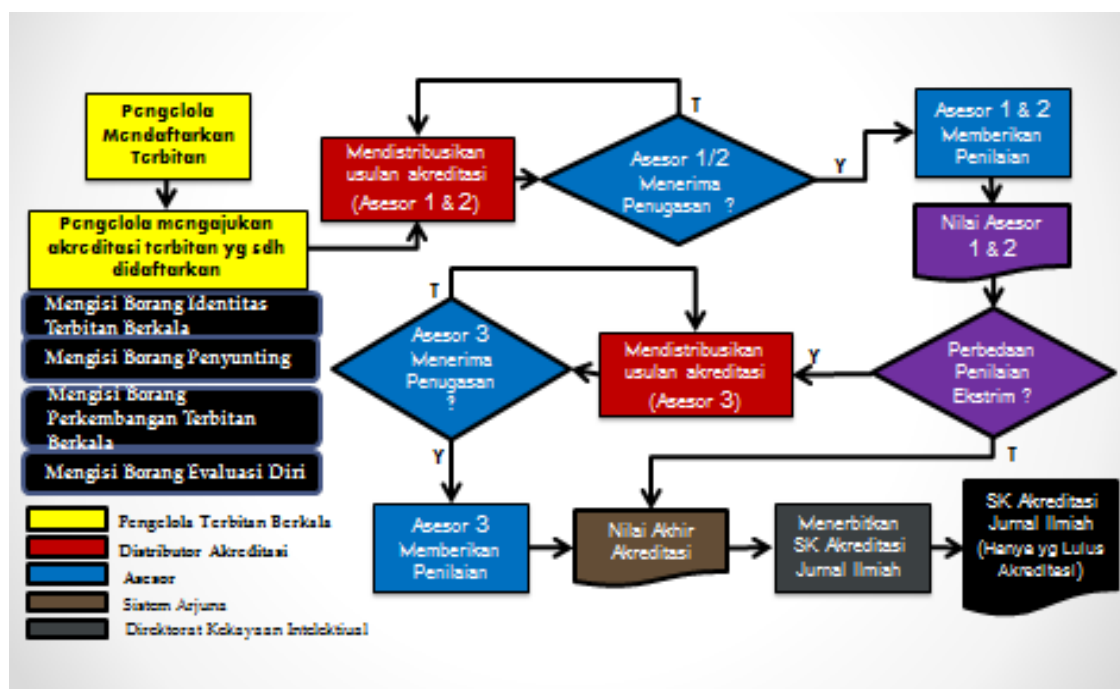 Pengelola
Mendaftarkan
Terbitan
Pengelola mengajukan
akreditasi terbitan yg sdh
didaftarkan
Mengisi Borang Identitas
Terbitan Berkala
Mengisi Borang Penyunting
Mengisi Borang
Perkembangan Terbitan
Berkala
Mengisi Borang Evaluasi Diri
Mendistribusikan
usulan akreditasi
(Asesor 1 & 2)
T
Asesor 1/2
Menerima
Penugasan ?
Y
Asesor 1 & 2
Memberikan
Penilaian
Nilai Asesor
1 & 2
Perbedaan
Penilaian
Ekstrim ?
Y
T
Mendistribusikan
usulan akreditasi
(Asesor 3)
T
Asesor 3
Menerima
Penugasan
?
Y
Asesor 3
Memberikan
Penilaian
Nilai Akhir
Akreditasi
Menerbitkan
SK Akreditasi
Jurnal Ilmiah
SK Akreditasi
Jurnal Ilmiah
(Hanya yg Lulus
Akreditasi)
Pengelola Terbitan Berkala
Distributor Akreditasi
Asesor
Sistem Arjuna
Direktorat Kekayaan Intelektiual